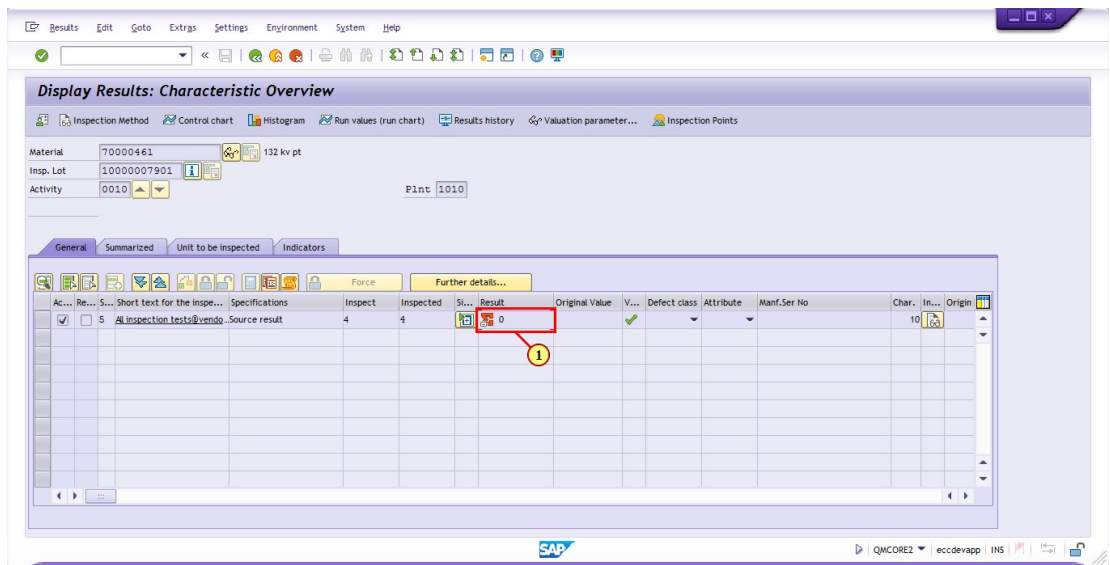 Results Edit Goto Extras Settings Environment System Help
Display Results: Characteristic Overview
Inspection Method Control chart Histogram Run values (run chart) Results history Valuation parameter... Inspection Points
Material 70000461 132 kv pt
Insp. Lot 10000007901
Activity 0010 Plnt 1010
General Summarized Unit to be inspected Indicators
Force Further details...
Ac... Re... S... Short text for the inspe... Specifications Inspect Inspected Si... Result Original Value V... Defect class Attribute Manf.Ser No Char. In... Origin
5 All inspection tests@vendo.. Source result 4 4 0 10
1
SAP QMCORE2 eccdevapp INS